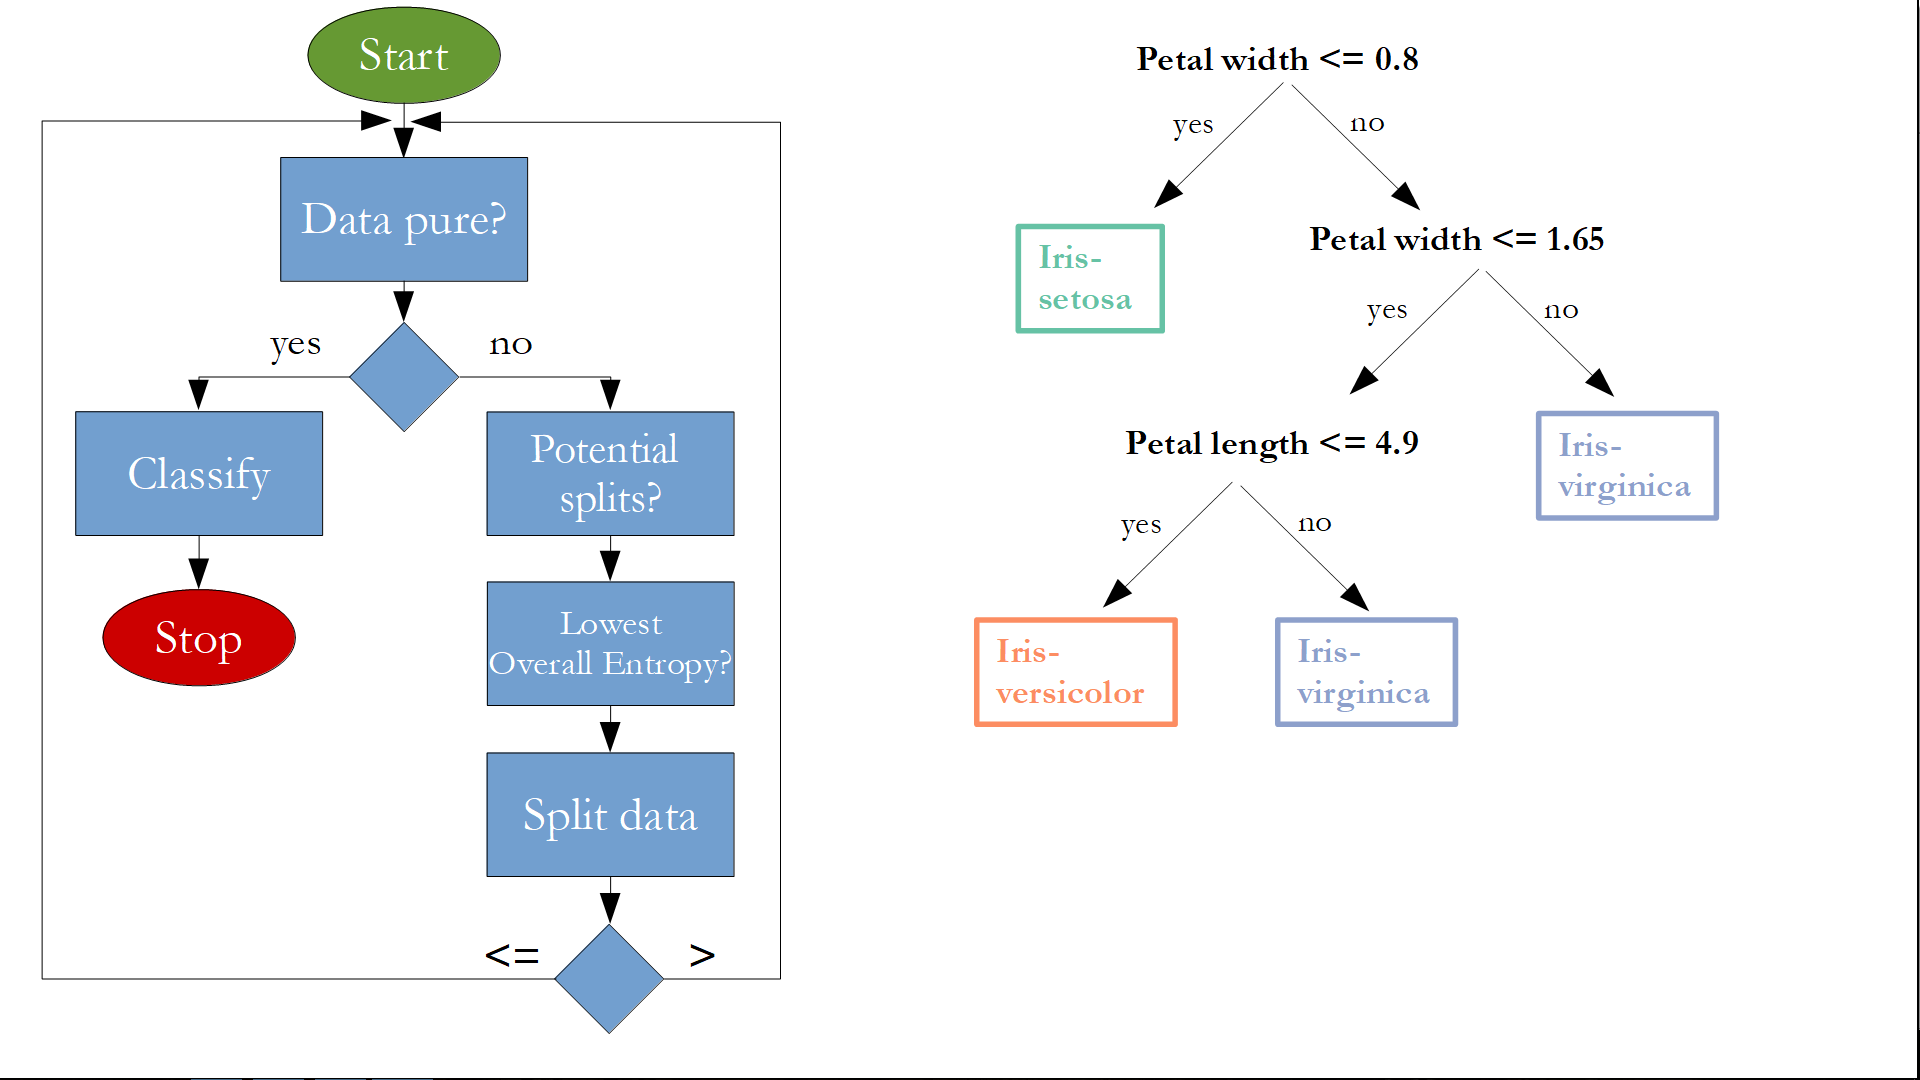 Start
Data pure?
yes
no
Classify
Potential
splits?
Stop
Lowest
Overall Entropy?
Split data
<=
>
Petal width <= 0.8
yes
no
Iris-
setosa
Petal width <= 1.65
yes
no
Petal length <= 4.9
Iris-
virginica
yes
no
Iris-
versicolor
Iris-
virginica